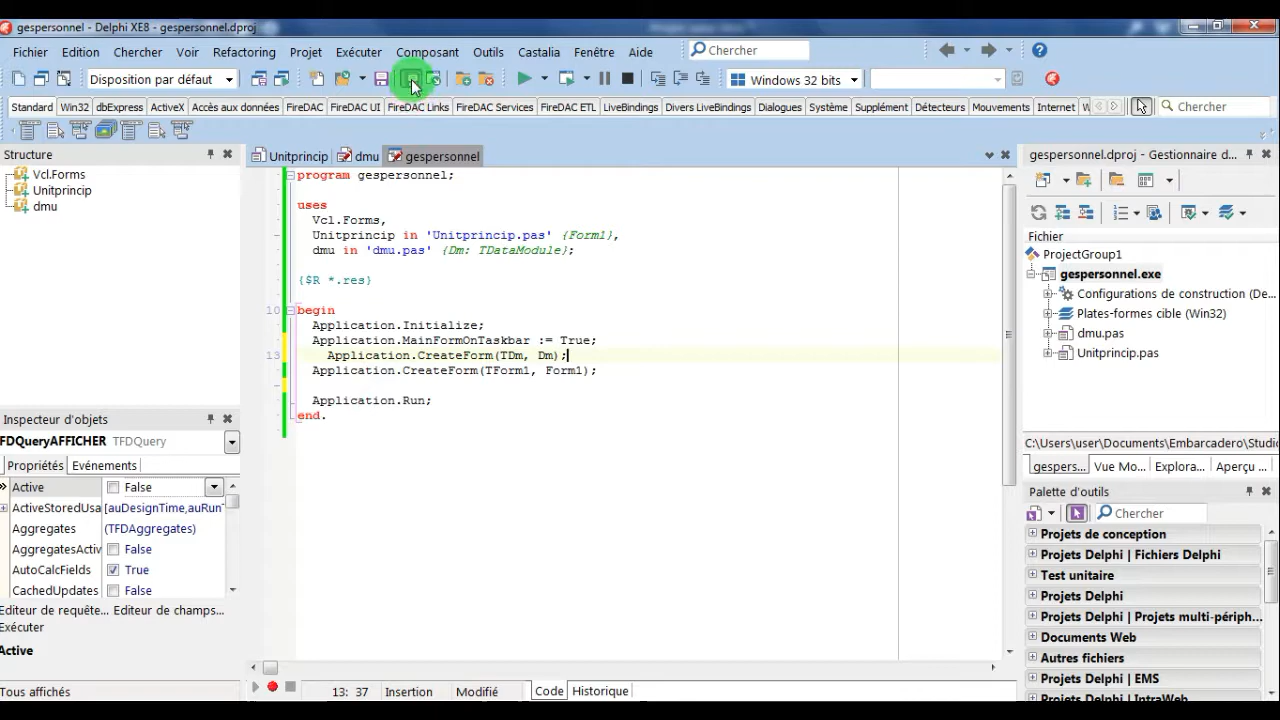 gespersonnel - Delphi XE8 - gespersonnel.dproj
Fichier Edition Chercher Voir Refactoring Projet Exécuter Composant Outils Castalia Fenêtre Aide Chercher
Disposition par défaut Windows 32 bits
Standard Win32 dbExpress ActiveX Accès aux données FireDAC FireDAC UI FireDAC Links FireDAC Services FireDAC ETL LiveBindings Divers LiveBindings Dialogues Système Supplément Détecteurs Mouvements Internet W Chercher
Structure
Vcl.Forms
Unitprincip
dmu
Unitprincip dmu gespersonnel
program gespersonnel;
uses
Vcl.Forms,
Unitprincip in 'Unitprincip.pas' {Form1},
dmu in 'dmu.pas' {Dm: TDataModule};
{$R *.res}
10 begin
Application.Initialize;
Application.MainFormOnTaskbar := True;
13 Application.CreateForm(TDm, Dm);
Application.CreateForm(TForm1, Form1);
Application.Run;
end.
13: 37 Insertion Modifié Code Historique
Inspecteur d'objets
FDQueryAFFICHER TFDQuery
Propriétés Evénements
Active False
ActiveStoredUsa [auDesignTime,auRun
Aggregates (TFDAggregates)
AggregatesActiv False
AutoCalcFields True
CachedUpdates False
Editeur de requête... Editeur de champs...
Exécuter
Active
Tous affichés
gespersonnel.dproj - Gestionnaire d...
Fichier
ProjectGroup1
gespersonnel.exe
Configurations de construction (De...
Plates-formes cible (Win32)
dmu.pas
Unitprincip.pas
C:\Users\user\Documents\Embarcadero\Studio
gespers... Vue Mo... Explora... Aperçu ...
Palette d'outils
Chercher
Projets de conception
Projets Delphi | Fichiers Delphi
Test unitaire
Projets Delphi
Projets Delphi | Projets multi-périph...
Documents Web
Autres fichiers
Projets Delphi | EMS
Projets Delphi | IntraWeb